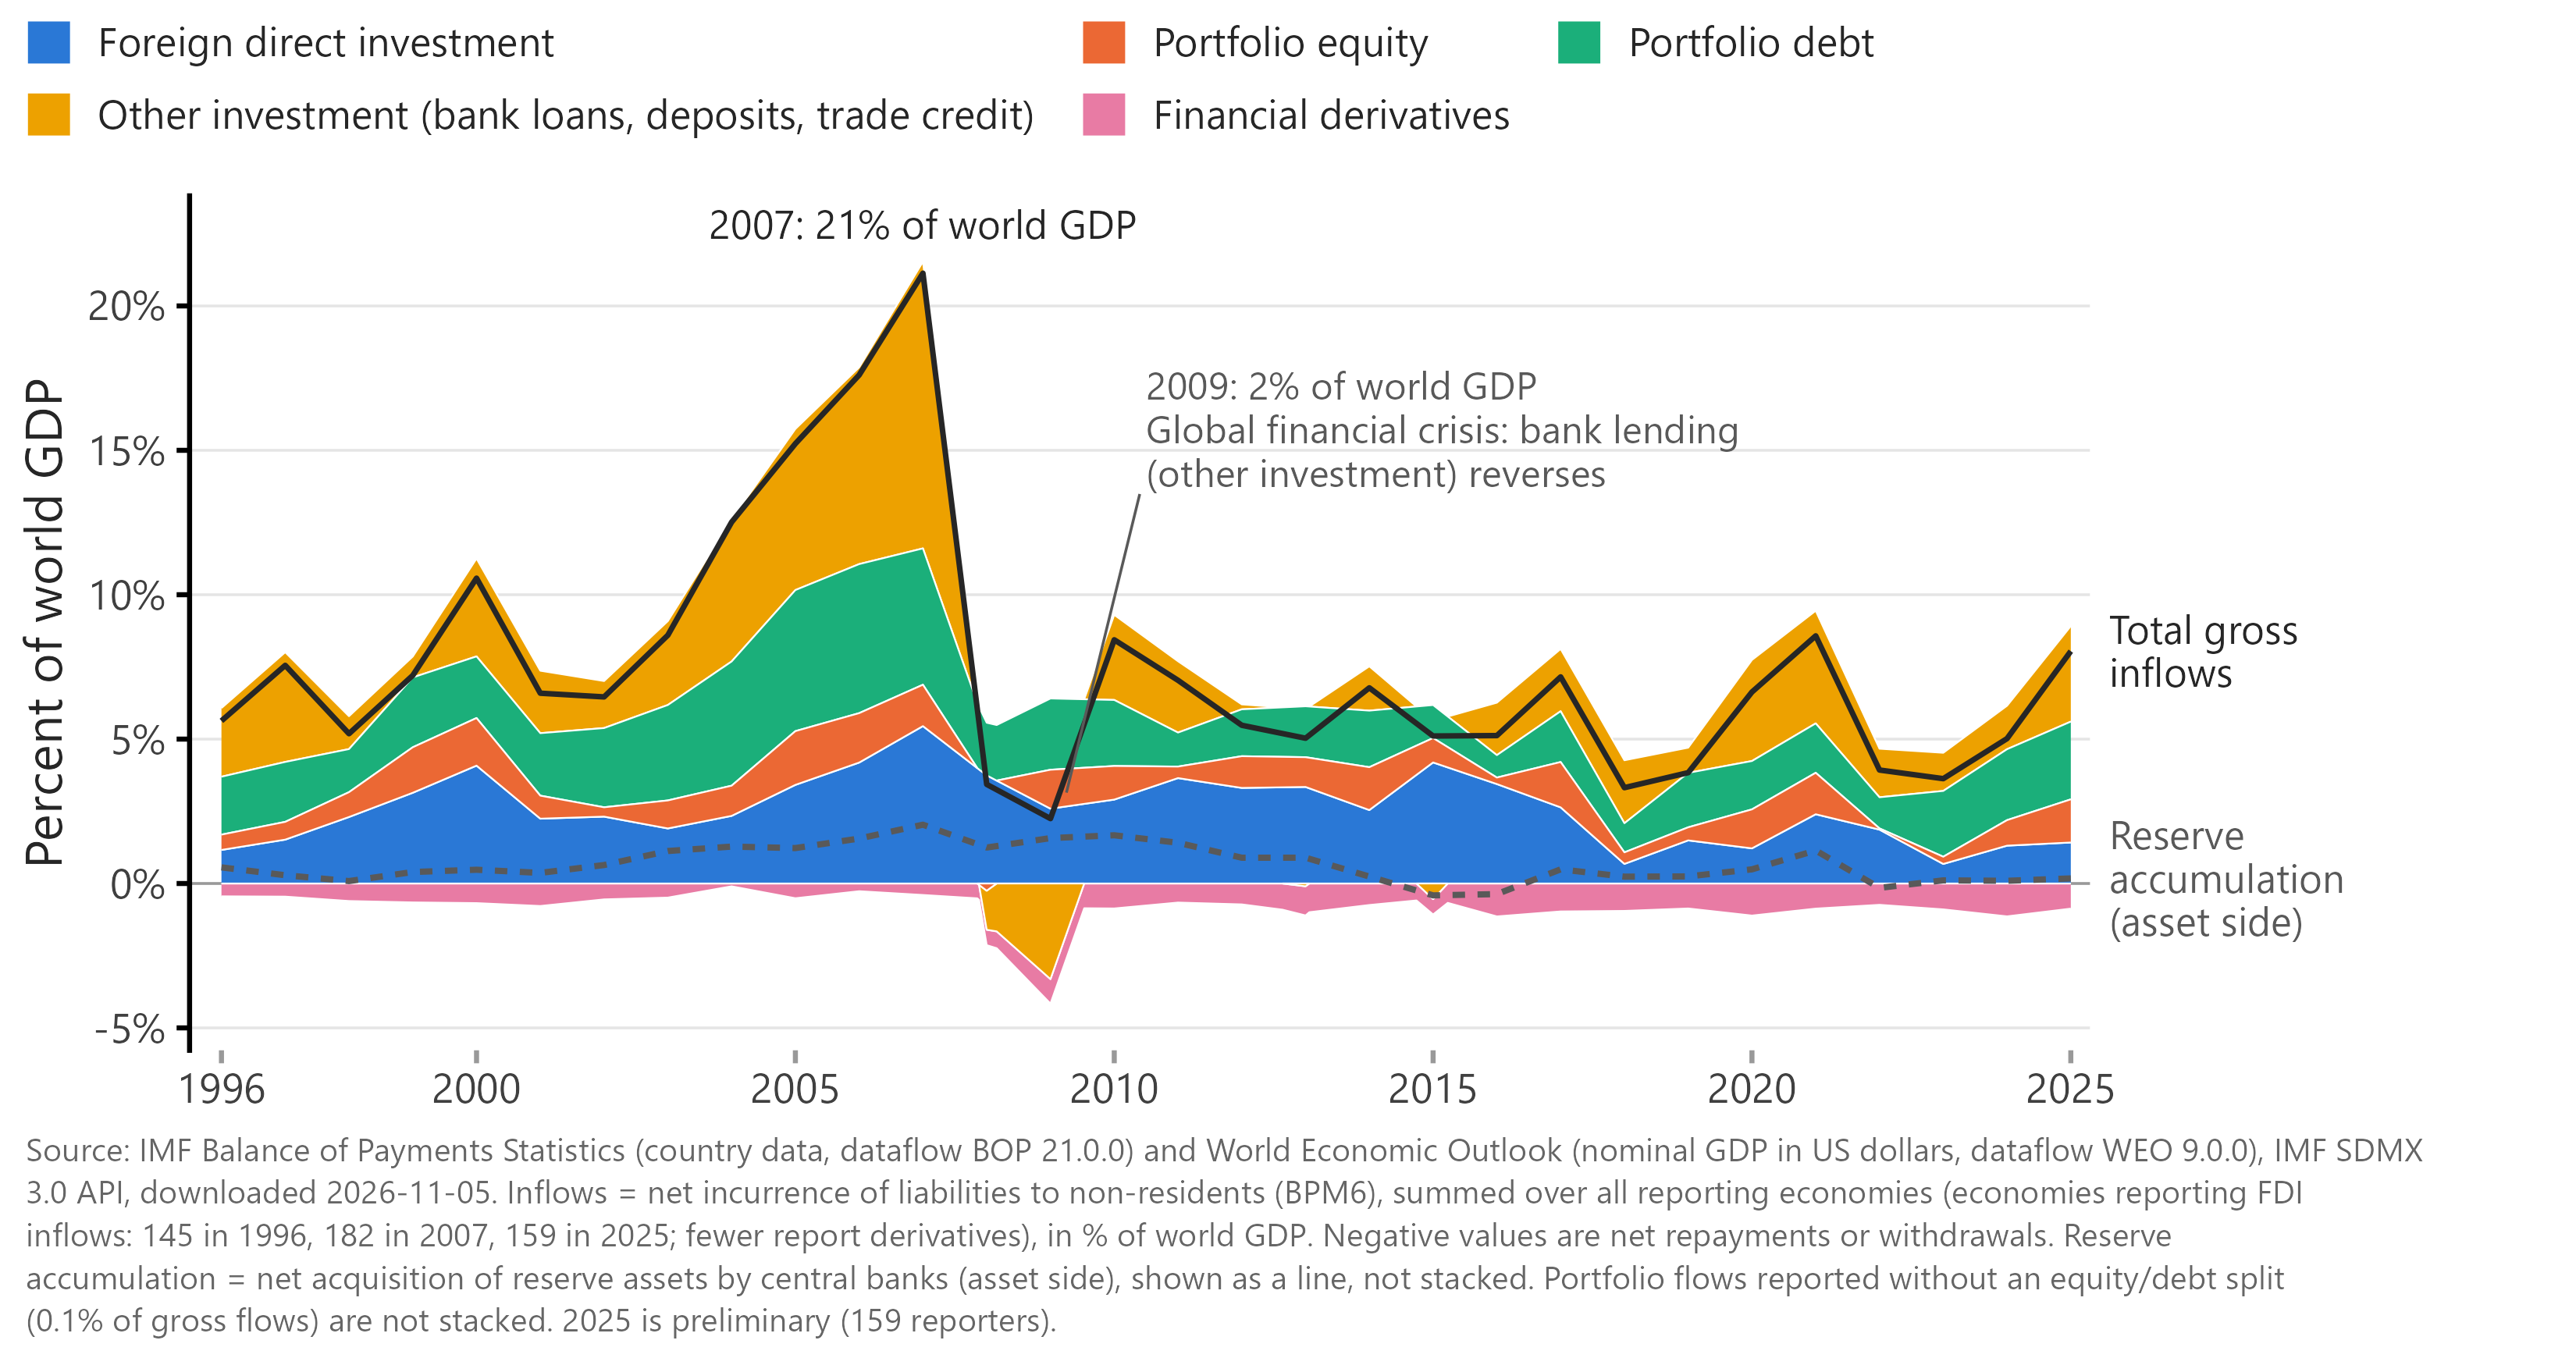 Foreign direct investment
Portfolio equity
Portfolio debt
Other investment (bank loans, deposits, trade credit)
Financial derivatives
2007: 21% of world GDP
2009: 2% of world GDP
Global financial crisis: bank lending
(other investment) reverses
Percent of world GDP
20%
15%
10%
5%
0%
-5%
Total gross
inflows
Reserve
accumulation
(asset side)
1996
2000
2005
2010
2015
2020
2025
Source: IMF Balance of Payments Statistics (country data, dataflow BOP 21.0.0) and World Economic Outlook (nominal GDP in US dollars, dataflow WEO 9.0.0), IMF SDMX
3.0 API, downloaded 2026-11-05. Inflows = net incurrence of liabilities to non-residents (BPM6), summed over all reporting economies (economies reporting FDI
inflows: 145 in 1996, 182 in 2007, 159 in 2025; fewer report derivatives), in % of world GDP. Negative values are net repayments or withdrawals. Reserve
accumulation = net acquisition of reserve assets by central banks (asset side), shown as a line, not stacked. Portfolio flows reported without an equity/debt split
(0.1% of gross flows) are not stacked. 2025 is preliminary (159 reporters).